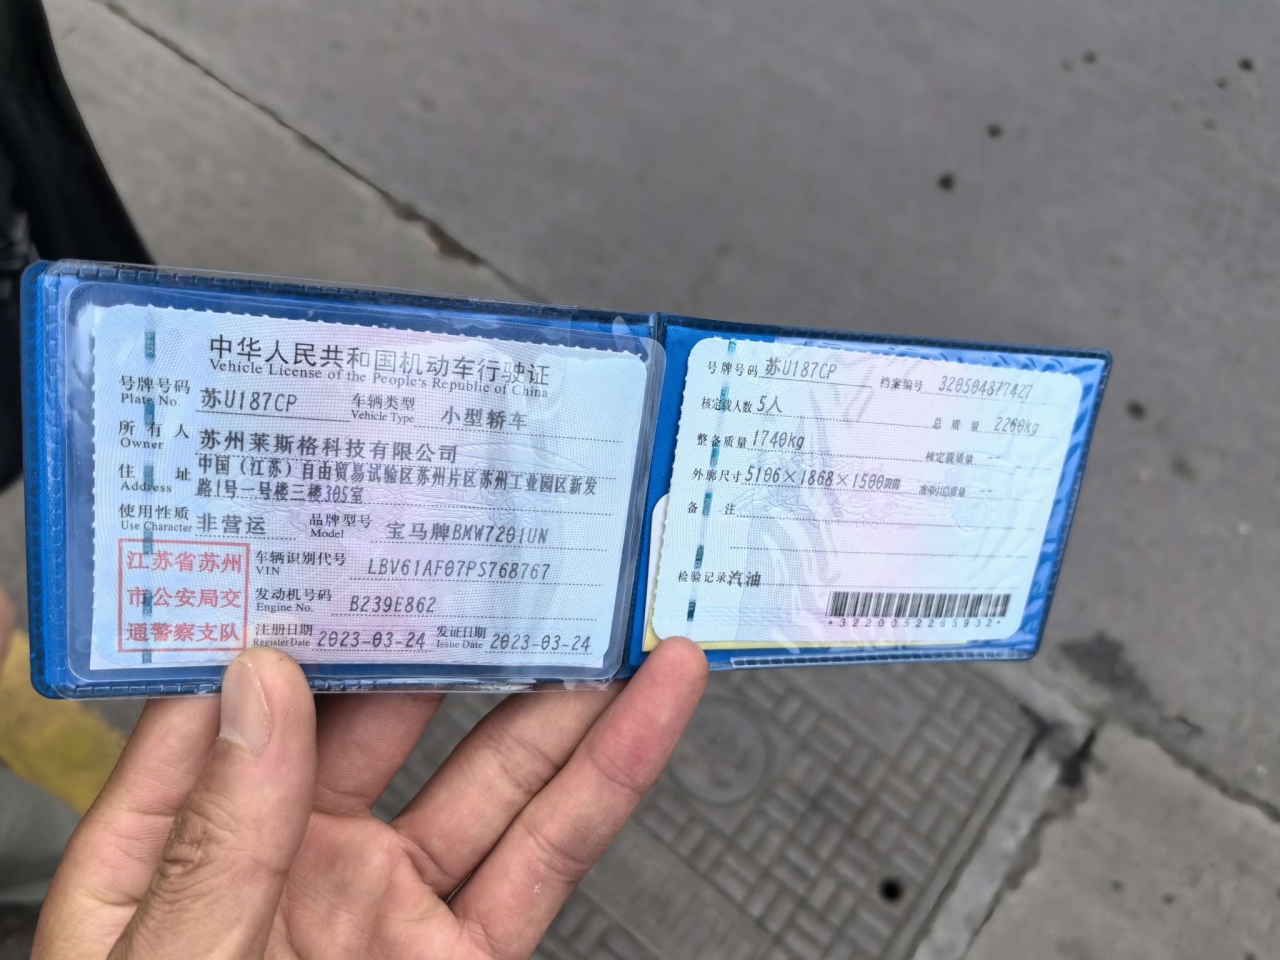 中华人民共和国机动车行驶证
Vehicle License of the People's Republic of China
号牌号码 苏U187CP 车辆类型 小型轿车
Plate No. Vehicle Type
所有人 苏州莱斯格科技有限公司
Owner
住址 中国（江苏）自由贸易试验区苏州片区苏州工业园区新发
Address 路1号一号楼三楼305室
使用性质 非营运 品牌型号 宝马牌BMW7201UN
Use Character Model
江苏省苏州
市公安局交
通警察支队
车辆识别代号 LBV61AF07PS768767
VIN
发动机号码 B239E862
Engine No.
注册日期 2023-03-24 发证日期 2023-03-24
Register Date Issue Date
号牌号码 苏U187CP 档案编号 320504877427
核定载人数 5人 总质量 2260kg
整备质量 1740kg 核定载质量 --
外廓尺寸 5106×1868×1500mm 准牵引总质量 --
备注
检验记录 汽油
*3220052265932*